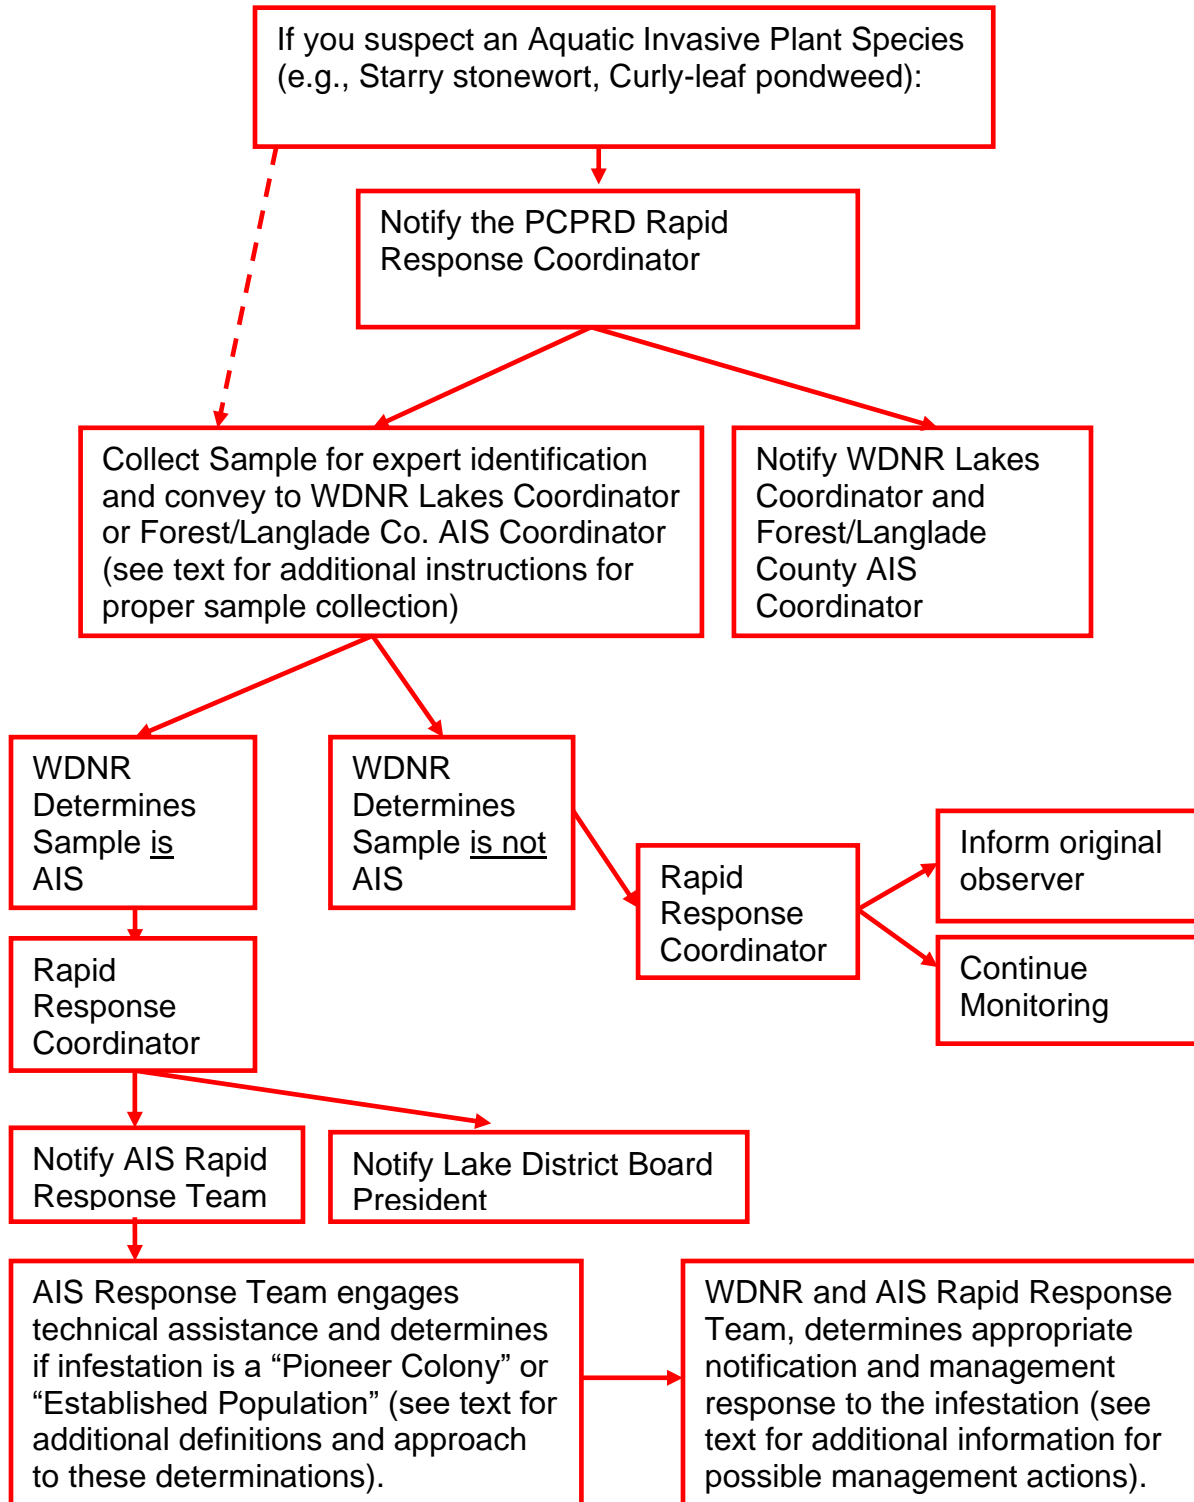 If you suspect an Aquatic Invasive Plant Species
(e.g., Starry stonewort, Curly-leaf pondweed):
Notify the PCPRD Rapid
Response Coordinator
Collect Sample for expert identification
and convey to WDNR Lakes Coordinator
or Forest/Langlade Co. AIS Coordinator
(see text for additional instructions for
proper sample collection)
Notify WDNR Lakes
Coordinator and
Forest/Langlade
County AIS
Coordinator
WDNR
Determines
Sample is
AIS
WDNR
Determines
Sample is not
AIS
Rapid
Response
Coordinator
Inform original
observer
Continue
Monitoring
Rapid
Response
Coordinator
Notify AIS Rapid
Response Team
Notify Lake District Board
President
AIS Response Team engages
technical assistance and determines
if infestation is a “Pioneer Colony” or
“Established Population” (see text for
additional definitions and approach
to these determinations).
WDNR and AIS Rapid Response
Team, determines appropriate
notification and management
response to the infestation (see
text for additional information for
possible management actions).